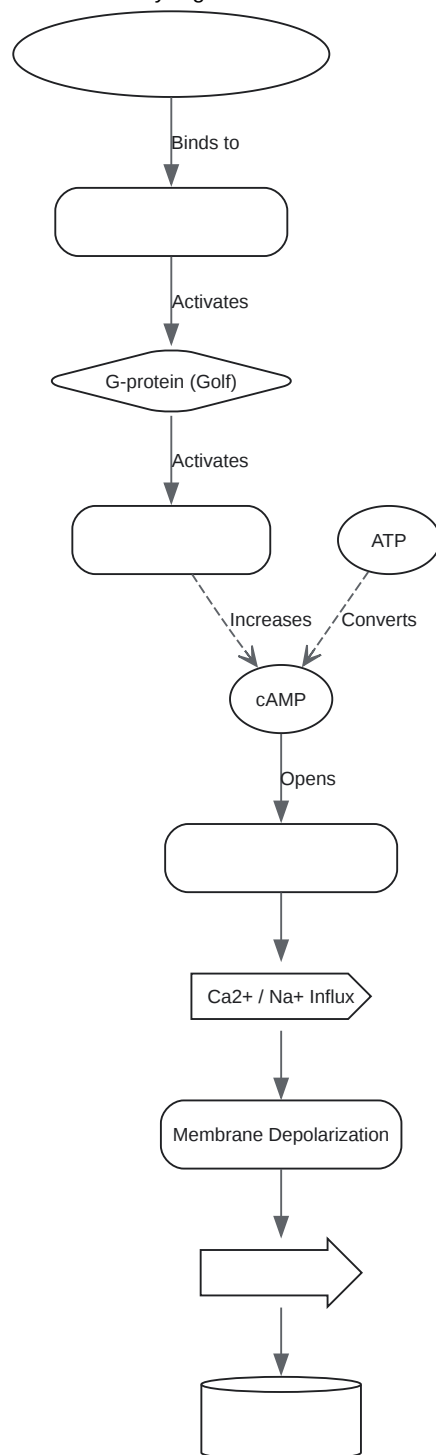 Binds to
Activates
G-protein (Golf)
Activates
ATP
Increases
Converts
cAMP
Opens
Ca2+ / Na+ Influx
Membrane Depolarization